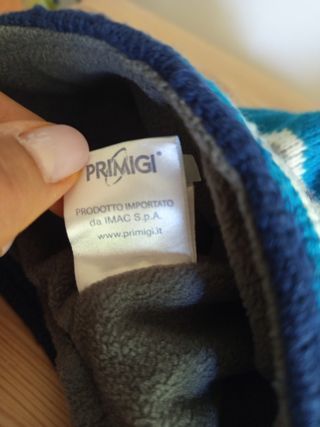 PRIMIGI
PRODOTTO IMPORTATO
da IMAC S.p.A.
www.primigi.it